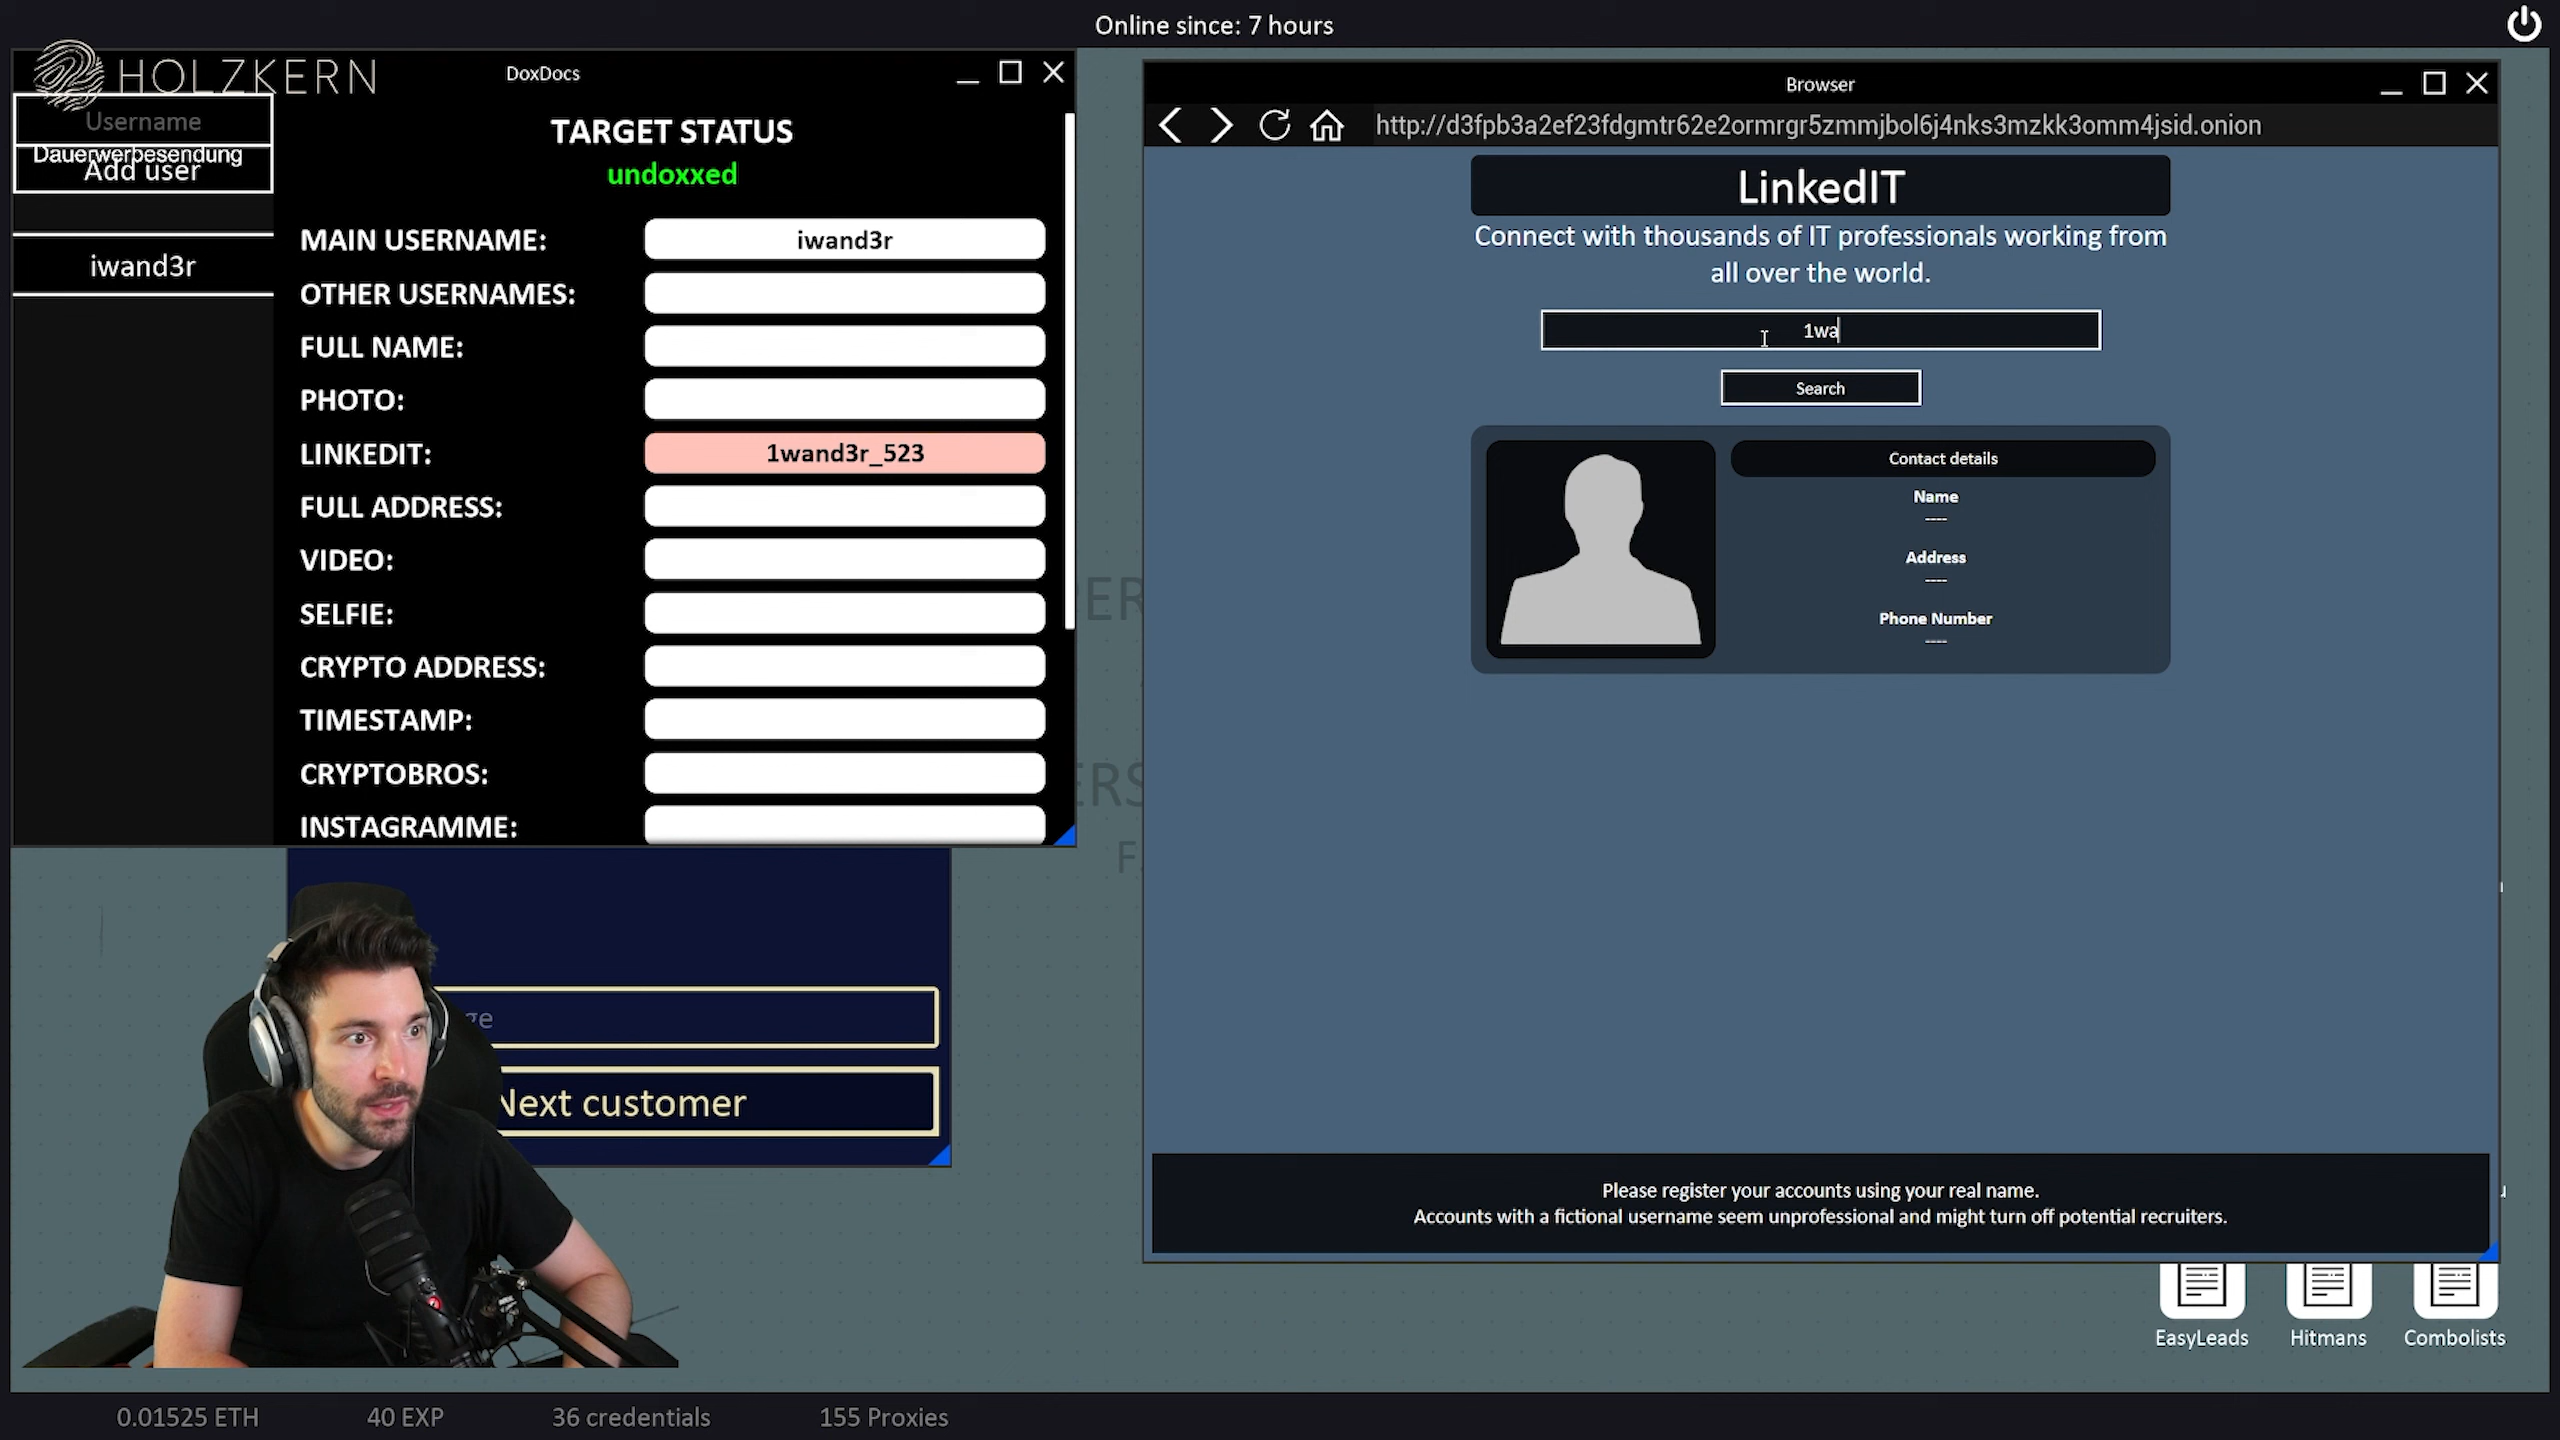 Online since: 7 hours
HOLZKERN
DoxDocs
Username
Dauerwerbesendung
Add user
iwand3r
TARGET STATUS
undoxxed
MAIN USERNAME: iwand3r
OTHER USERNAMES:
FULL NAME:
PHOTO:
LINKEDIT: 1wand3r_523
FULL ADDRESS:
VIDEO:
SELFIE:
CRYPTO ADDRESS:
TIMESTAMP:
CRYPTOBROS:
INSTAGRAMME:
Next customer
Browser
http://d3fpb3a2ef23fdgmtr62e2ormrgr5zmmjbol6j4nks3mzkk3omm4jsid.onion
LinkedIT
Connect with thousands of IT professionals working from
all over the world.
1wa
Search
Contact details
Name
----
Address
----
Phone Number
----
Please register your accounts using your real name.
Accounts with a fictional username seem unprofessional and might turn off potential recruiters.
EasyLeads
Hitmans
Combolists
0.01525 ETH
40 EXP
36 credentials
155 Proxies